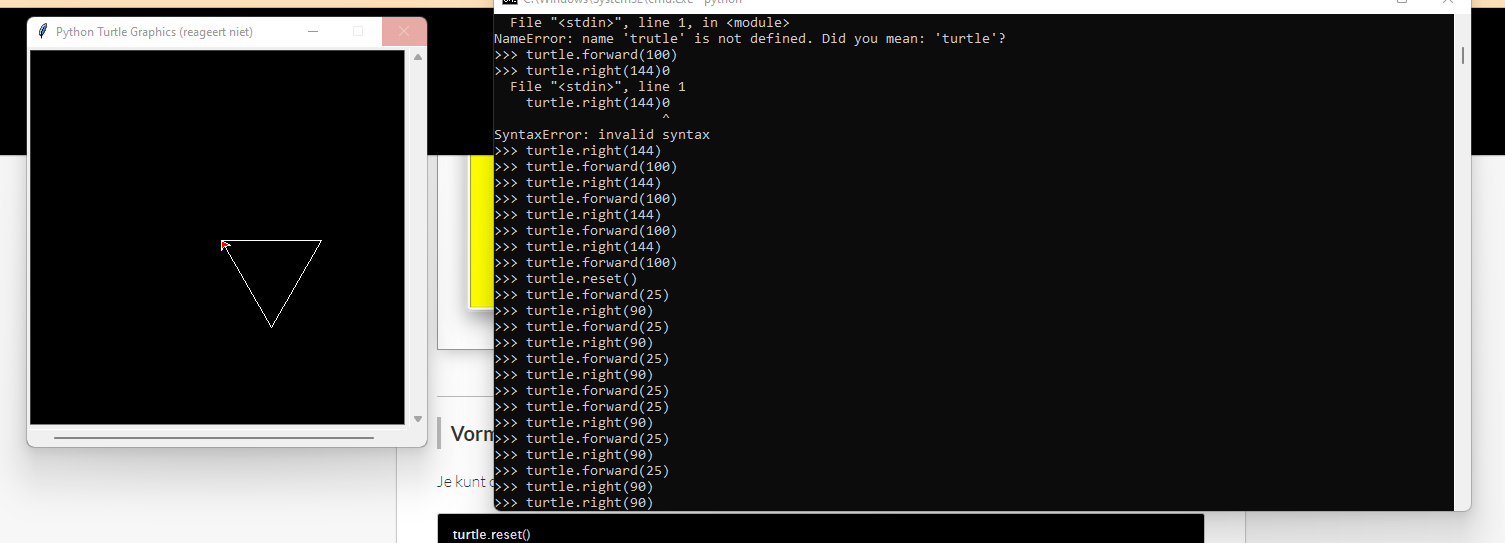 C:\Windows\System32\cmd.exe - python
Python Turtle Graphics (reageert niet)
File "<stdin>", line 1, in <module>
NameError: name 'trutle' is not defined. Did you mean: 'turtle'?
>>> turtle.forward(100)
>>> turtle.right(144)0
File "<stdin>", line 1
turtle.right(144)0
^
SyntaxError: invalid syntax
>>> turtle.right(144)
>>> turtle.forward(100)
>>> turtle.right(144)
>>> turtle.forward(100)
>>> turtle.right(144)
>>> turtle.forward(100)
>>> turtle.right(144)
>>> turtle.forward(100)
>>> turtle.reset()
>>> turtle.forward(25)
>>> turtle.right(90)
>>> turtle.forward(25)
>>> turtle.right(90)
>>> turtle.forward(25)
>>> turtle.right(90)
>>> turtle.forward(25)
>>> turtle.forward(25)
>>> turtle.right(90)
>>> turtle.forward(25)
>>> turtle.right(90)
>>> turtle.forward(25)
>>> turtle.right(90)
>>> turtle.right(90)
Vorm
Je kunt
turtle.reset()